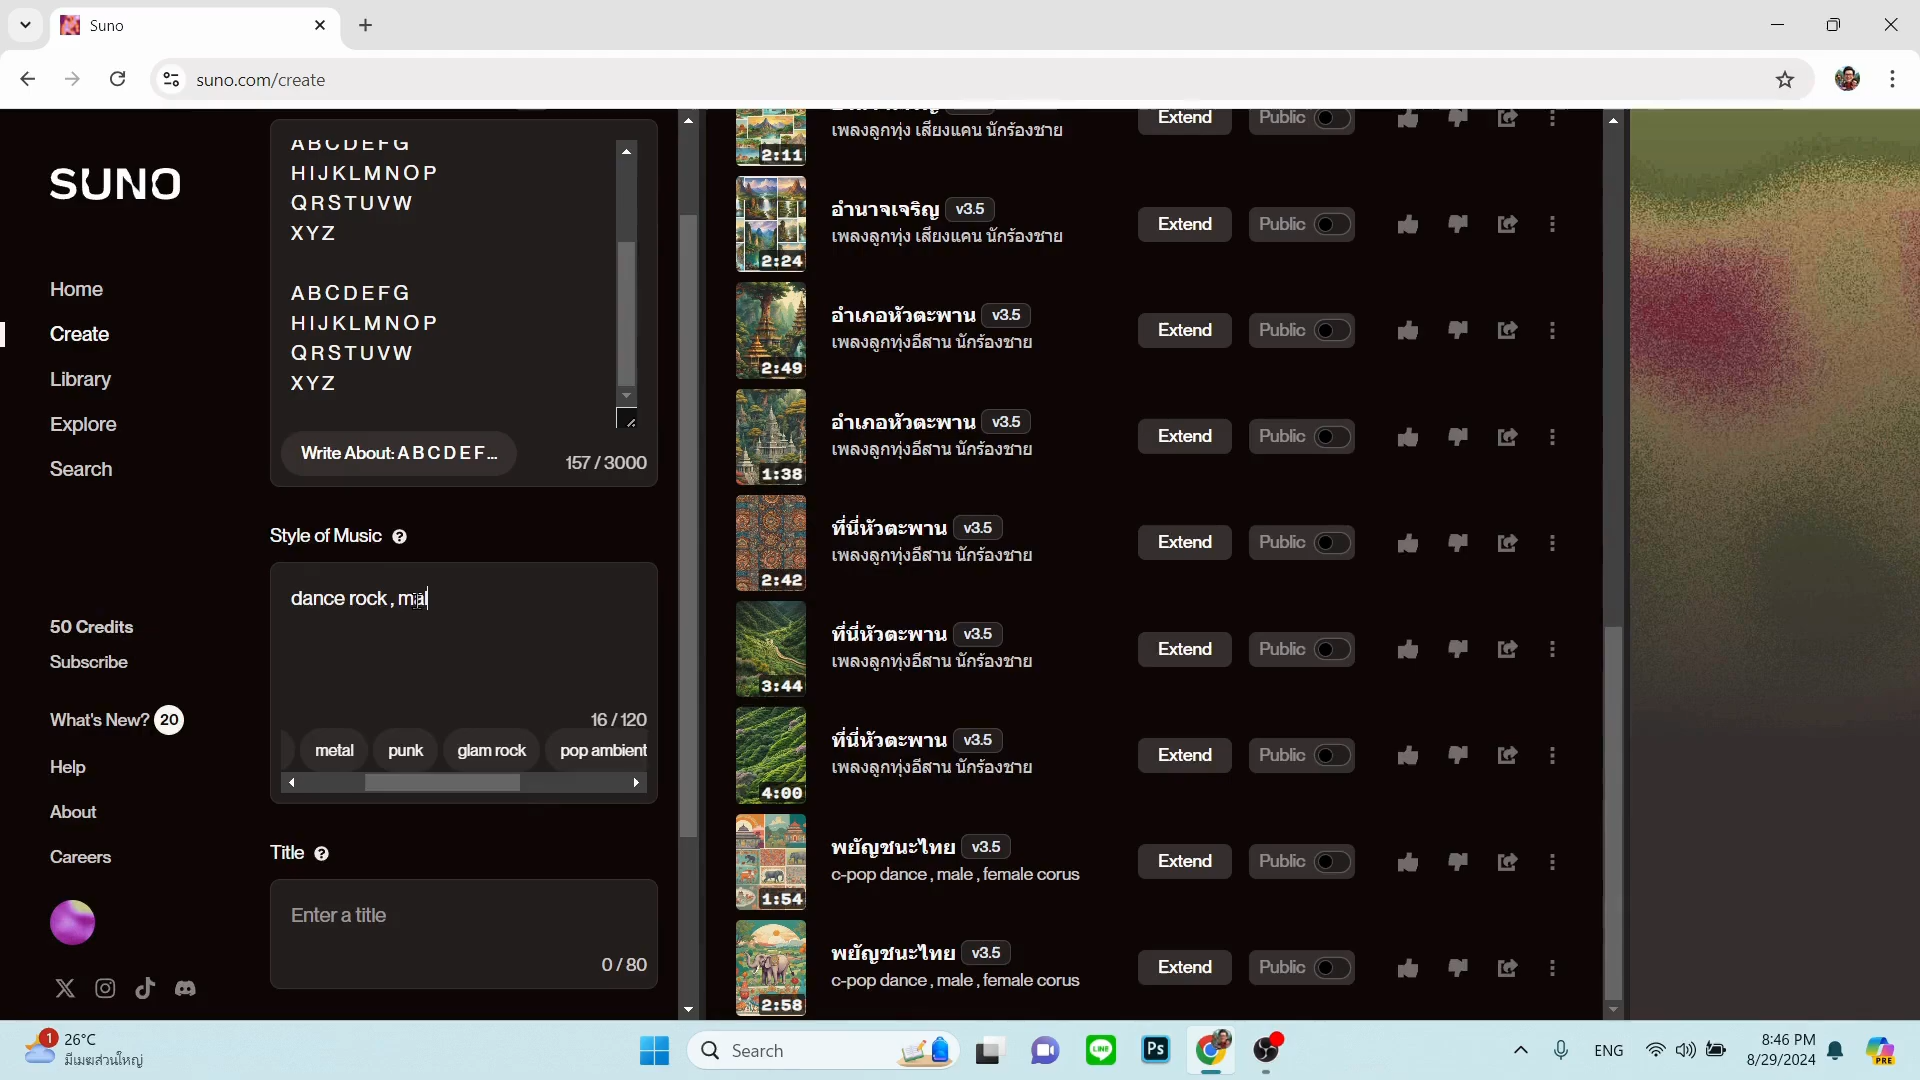 Suno
suno.com/create
SUNO
Home
Create
Library
Explore
Search
50 Credits
Subscribe
What's New? 20
Help
About
Careers
A B C D E F G
H I J K L M N O P
Q R S T U V W
X Y Z
A B C D E F G
H I J K L M N O P
Q R S T U V W
X Y Z
Write About: A B C D E F...
157 / 3000
Style of Music
dance rock , mal
16 / 120
metal punk glam rock pop ambient
Title
Enter a title
0 / 80
เพลงลูกทุ่ง เสียงแคน นักร้องชาย
2:11
Extend Public
อำนาจเจริญ v3.5
เพลงลูกทุ่ง เสียงแคน นักร้องชาย
2:24
Extend Public
อำเภอหัวตะพาน v3.5
เพลงลูกทุ่งอีสาน นักร้องชาย
2:49
Extend Public
อำเภอหัวตะพาน v3.5
เพลงลูกทุ่งอีสาน นักร้องชาย
1:38
Extend Public
ที่นี่หัวตะพาน v3.5
เพลงลูกทุ่งอีสาน นักร้องชาย
2:42
Extend Public
ที่นี่หัวตะพาน v3.5
เพลงลูกทุ่งอีสาน นักร้องชาย
3:44
Extend Public
ที่นี่หัวตะพาน v3.5
เพลงลูกทุ่งอีสาน นักร้องชาย
4:00
Extend Public
พยัญชนะไทย v3.5
c-pop dance , male , female corus
1:54
Extend Public
พยัญชนะไทย v3.5
c-pop dance , male , female corus
2:58
Extend Public
1
26°C
มีเมฆส่วนใหญ่
Search
LINE
Ps
ENG
8:46 PM
8/29/2024
PRE